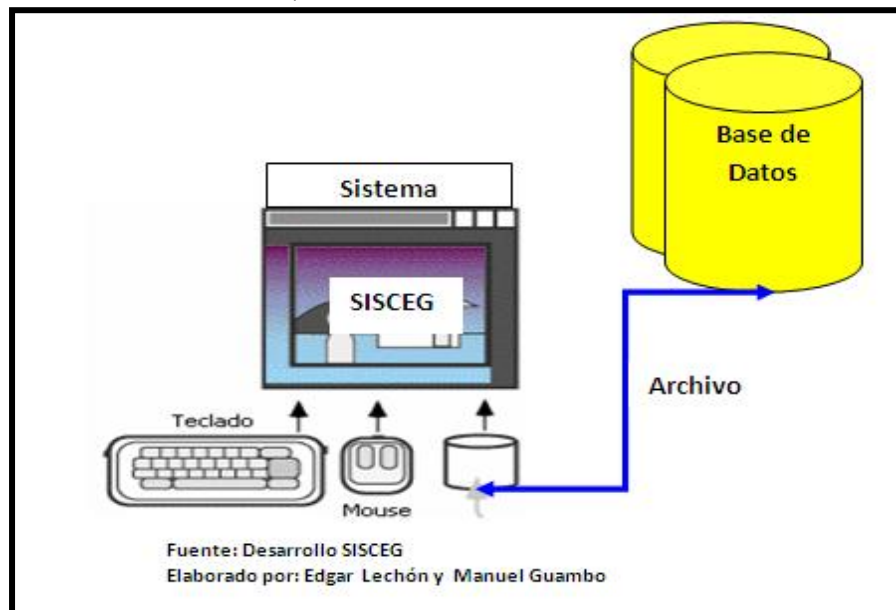 Base de
Datos
Sistema
SISCEG
Archivo
Teclado
Mouse
Fuente: Desarrollo SISCEG
Elaborado por: Edgar Lechón y Manuel Guambo